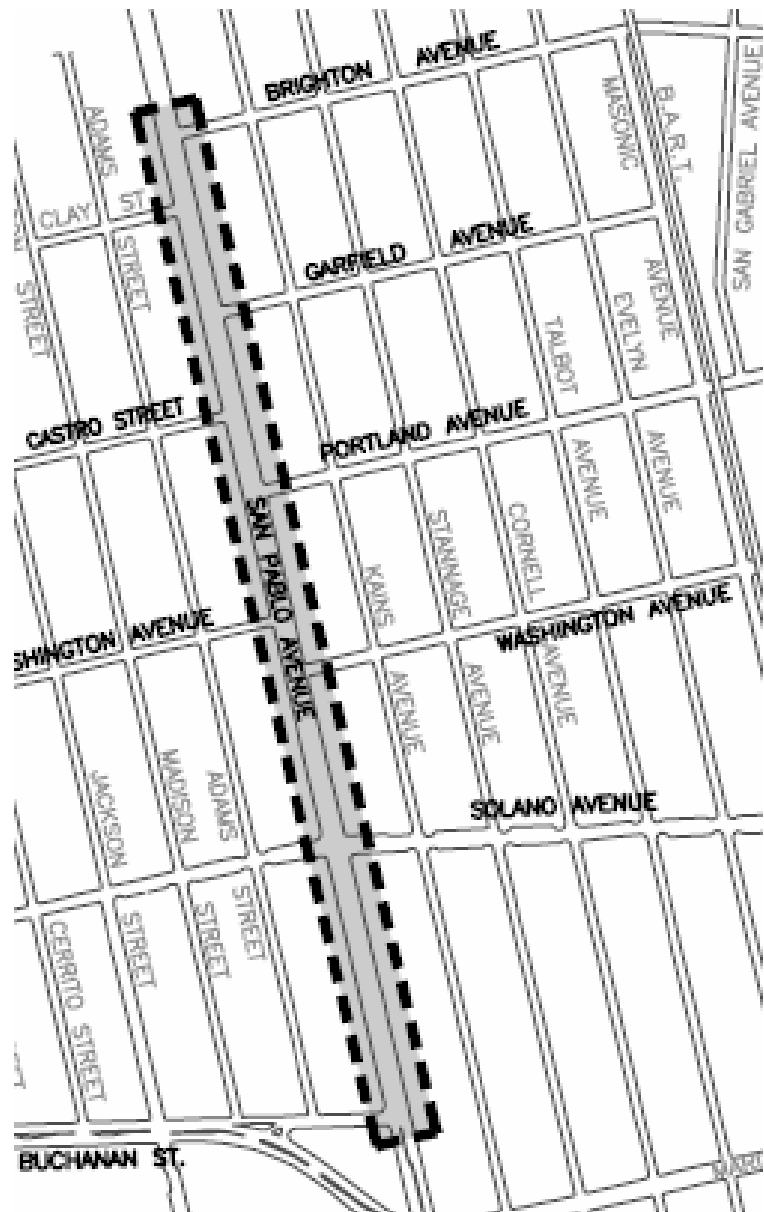 BRIGHTON AVENUE
ADAMS
STREET
MASONIC
AVENUE
B.A.R.T.
SAN GABRIEL AVENUE
CLAY ST
STREET
GARFIELD AVENUE
EVELYN
AVENUE
TALBOT
AVENUE
CASTRO STREET
PORTLAND AVENUE
SAN PABLO AVENUE
CORNELL
AVENUE
STANNAGE
AVENUE
KAINS
AVENUE
AVENUE
WASHINGTON AVENUE
SOLANO AVENUE
ADAMS
STREET
MADISON
STREET
JACKSON
STREET
CERRITO STREET
BUCHANAN ST.